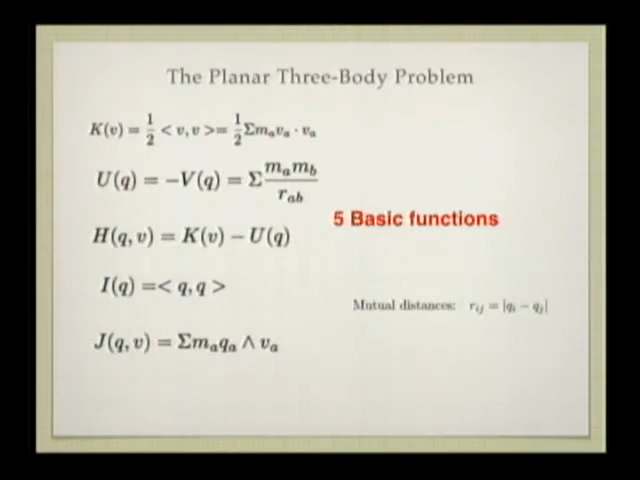 The Planar Three-Body Problem
K(v) = 1/2 < v, v >= 1/2 Σm_a v_a · v_a
U(q) = −V(q) = Σ m_a m_b / r_ab
5 Basic functions
H(q, v) = K(v) − U(q)
I(q) =< q, q >
Mutual distances: r_ij = |q_i − q_j|
J(q, v) = Σm_a q_a ∧ v_a